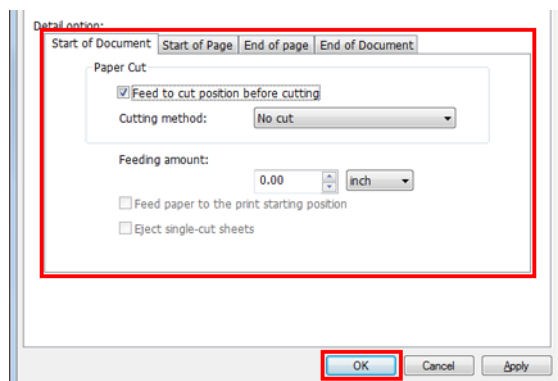 Detail option:
Start of Document Start of Page End of page End of Document
Paper Cut
Feed to cut position before cutting
Cutting method: No cut
Feeding amount:
0.00 inch
Feed paper to the print starting position
Eject single-cut sheets
OK Cancel Apply